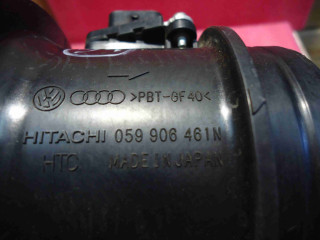 >PBT-GF40<
HITACHI 059 906 461N
HTC MADE IN JAPAN